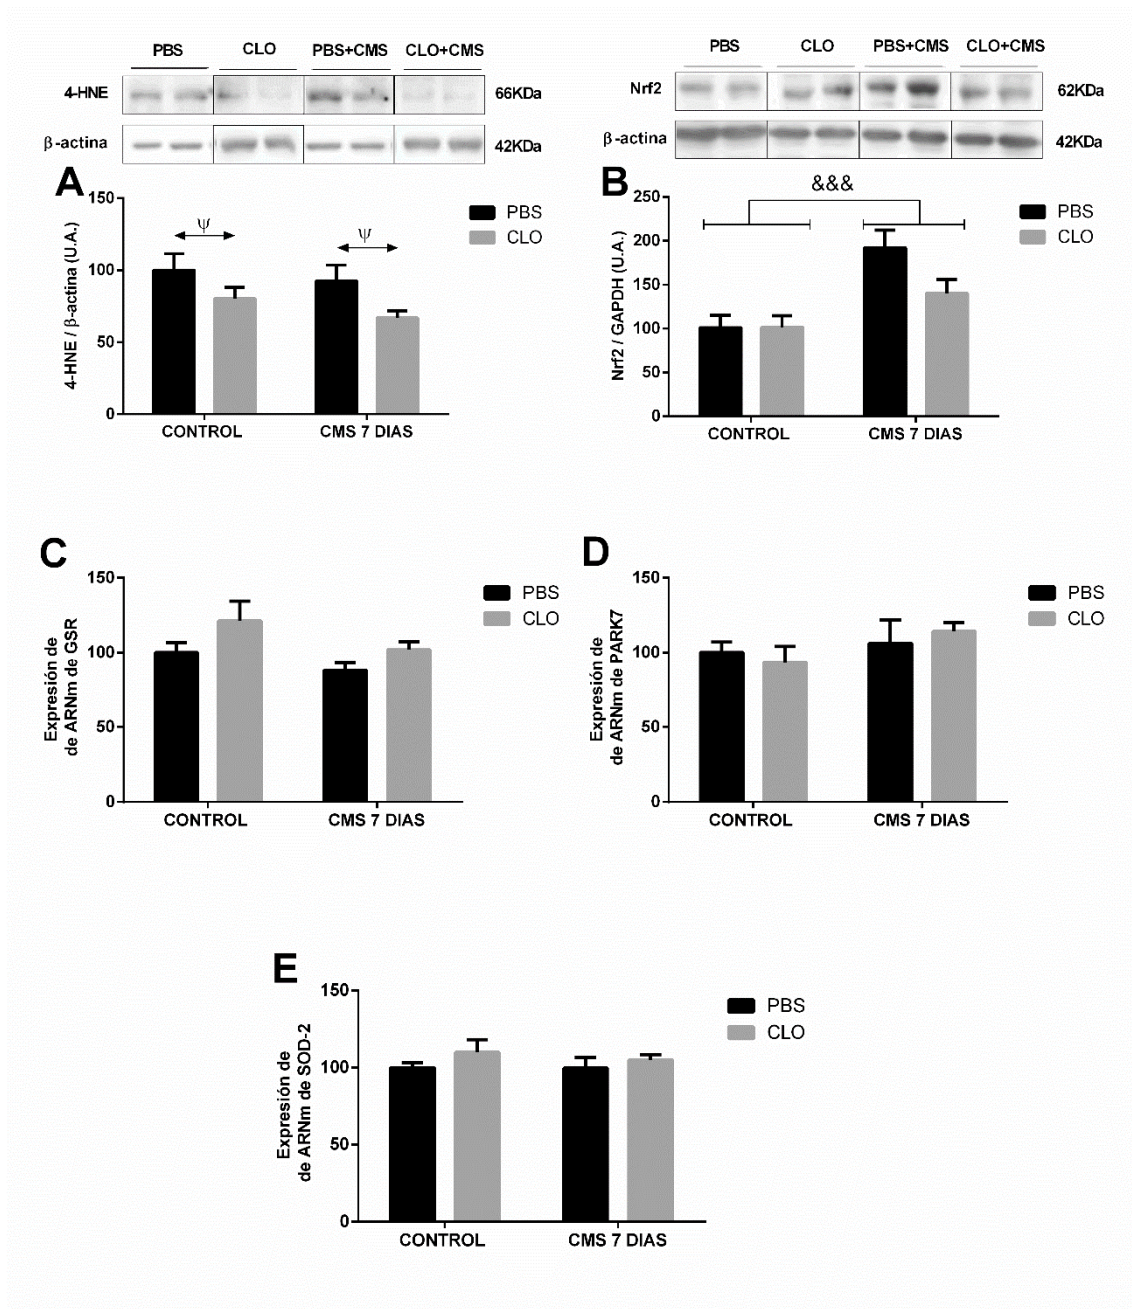 PBS CLO PBS+CMS CLO+CMS
4-HNE 66KDa
β-actina 42KDa
PBS CLO PBS+CMS CLO+CMS
Nrf2 62KDa
β-actina 42KDa
A
4-HNE / β-actina (U.A.)
150
100
50
0
Ψ
Ψ
PBS
CLO
CONTROL CMS 7 DIAS
B
Nrf2 / GAPDH (U.A.)
250
200
150
100
50
0
&&&
PBS
CLO
CONTROL CMS 7 DIAS
C
Expresión de
de ARNm de GSR
150
100
50
0
PBS
CLO
CONTROL CMS 7 DIAS
D
Expresión de
de ARNm de PARK7
150
100
50
0
PBS
CLO
CONTROL CMS 7 DIAS
E
Expresión de
de ARNm de SOD-2
150
100
50
0
PBS
CLO
CONTROL CMS 7 DIAS